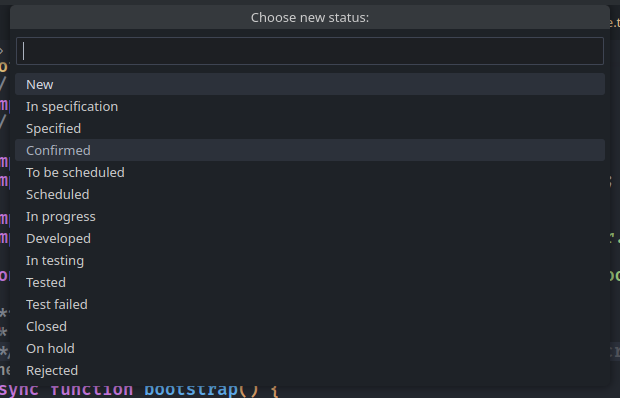 Choose new status:
New
In specification
Specified
Confirmed
To be scheduled
Scheduled
In progress
Developed
In testing
Tested
Test failed
Closed
On hold
Rejected
sync function bootstrap() {